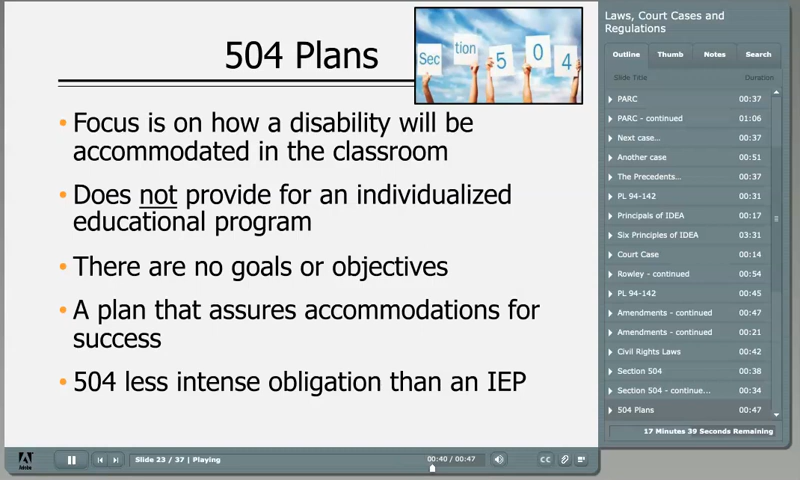 504 Plans
Sec
tion
5
0
4
• Focus is on how a disability will be
accommodated in the classroom
• Does not provide for an individualized
educational program
• There are no goals or objectives
• A plan that assures accommodations for
success
• 504 less intense obligation than an IEP
Adobe
Slide 23 / 37 | Playing
00:40 / 00:47
CC
Laws, Court Cases and
Regulations
Outline Thumb Notes Search
Slide Title Duration
PARC 00:37
PARC - continued 01:06
Next case... 00:37
Another case 00:51
The Precedents... 00:37
PL 94-142 00:31
Principals of IDEA 00:17
Six Principles of IDEA 03:31
Court Case 00:14
Rowley - continued 00:54
PL 94-142 00:45
Amendments - continued 00:47
Amendments - continued 00:21
Civil Rights Laws 00:42
Section 504 00:38
Section 504 - continue... 00:34
504 Plans 00:47
17 Minutes 39 Seconds Remaining